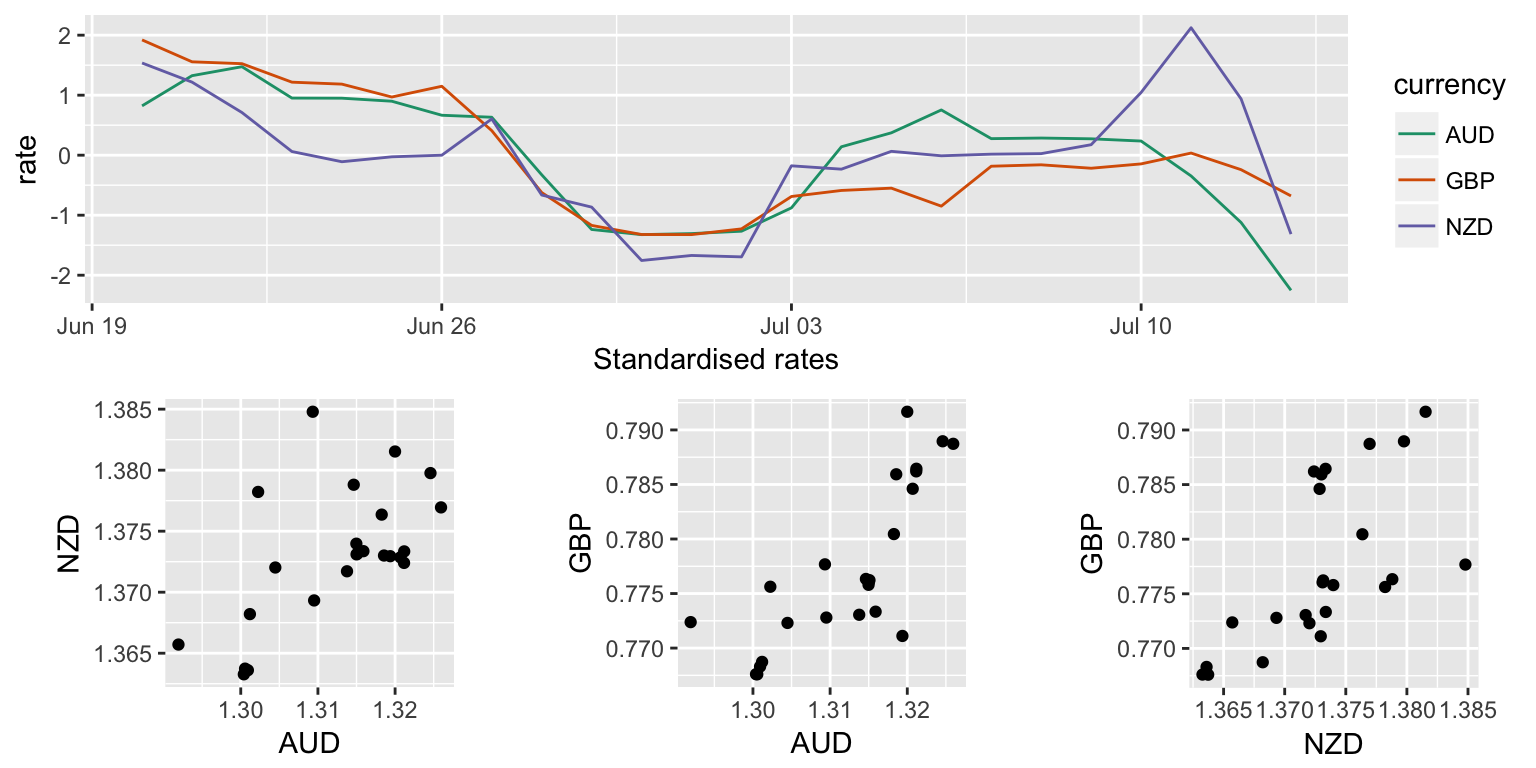 2
1
0
-1
-2
rate
Jun 19 Jun 26 Jul 03 Jul 10
Standardised rates
currency
AUD
GBP
NZD
1.385
1.380
1.375
1.370
1.365
NZD
1.30 1.31 1.32
AUD
0.790
0.785
0.780
0.775
0.770
GBP
1.30 1.31 1.32
AUD
0.790
0.785
0.780
0.775
0.770
GBP
1.365 1.370 1.375 1.380 1.385
NZD